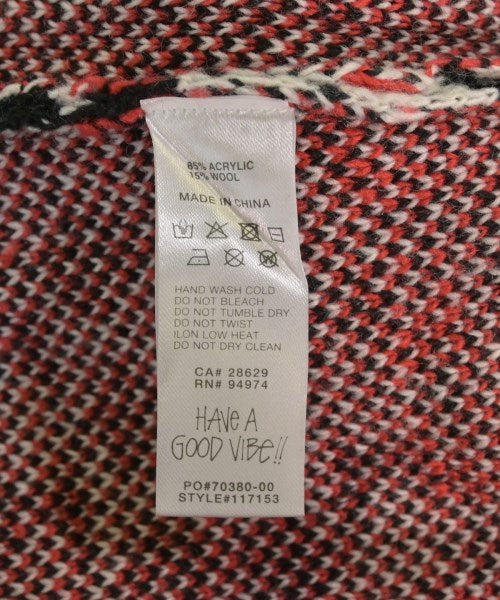 85% ACRYLIC
15% WOOL
MADE IN CHINA
HAND WASH COLD
DO NOT BLEACH
DO NOT TUMBLE DRY
DO NOT TWIST
ILON LOW HEAT
DO NOT DRY CLEAN
CA# 28629
RN# 94974
HAVE A
GOOD VIBE!!
PO#70380-00
STYLE#117153